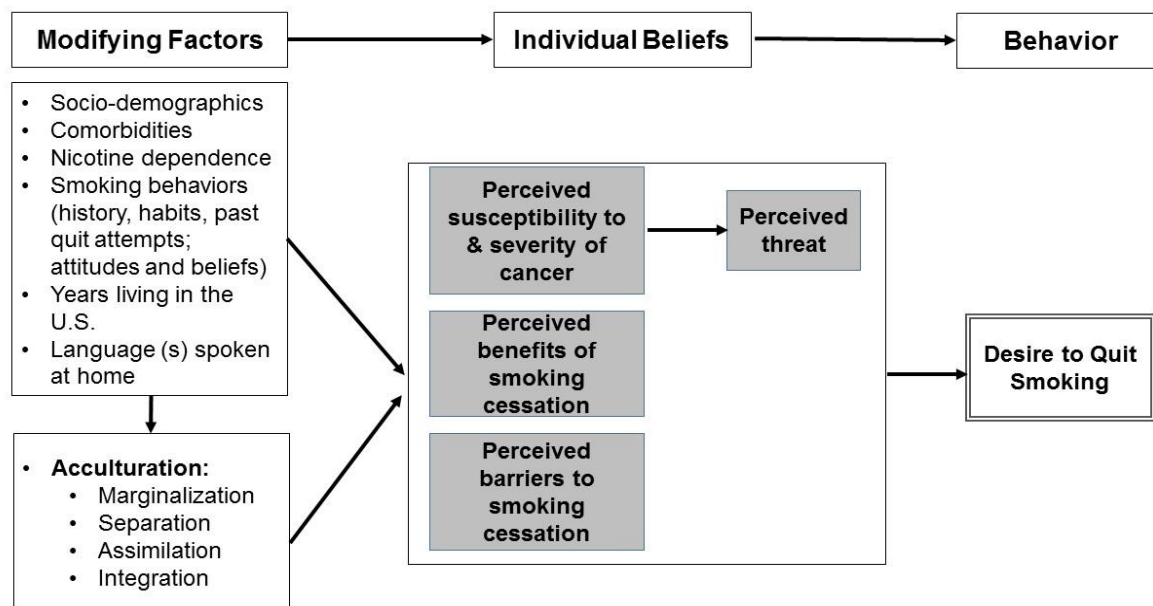 Modifying Factors
Individual Beliefs
Behavior
• Socio-demographics
• Comorbidities
• Nicotine dependence
• Smoking behaviors
(history, habits, past
quit attempts;
attitudes and beliefs)
• Years living in the
U.S.
• Language (s) spoken
at home
• Acculturation:
• Marginalization
• Separation
• Assimilation
• Integration
Perceived
susceptibility to
& severity of
cancer
Perceived
threat
Perceived
benefits of
smoking
cessation
Perceived
barriers to
smoking
cessation
Desire to Quit
Smoking